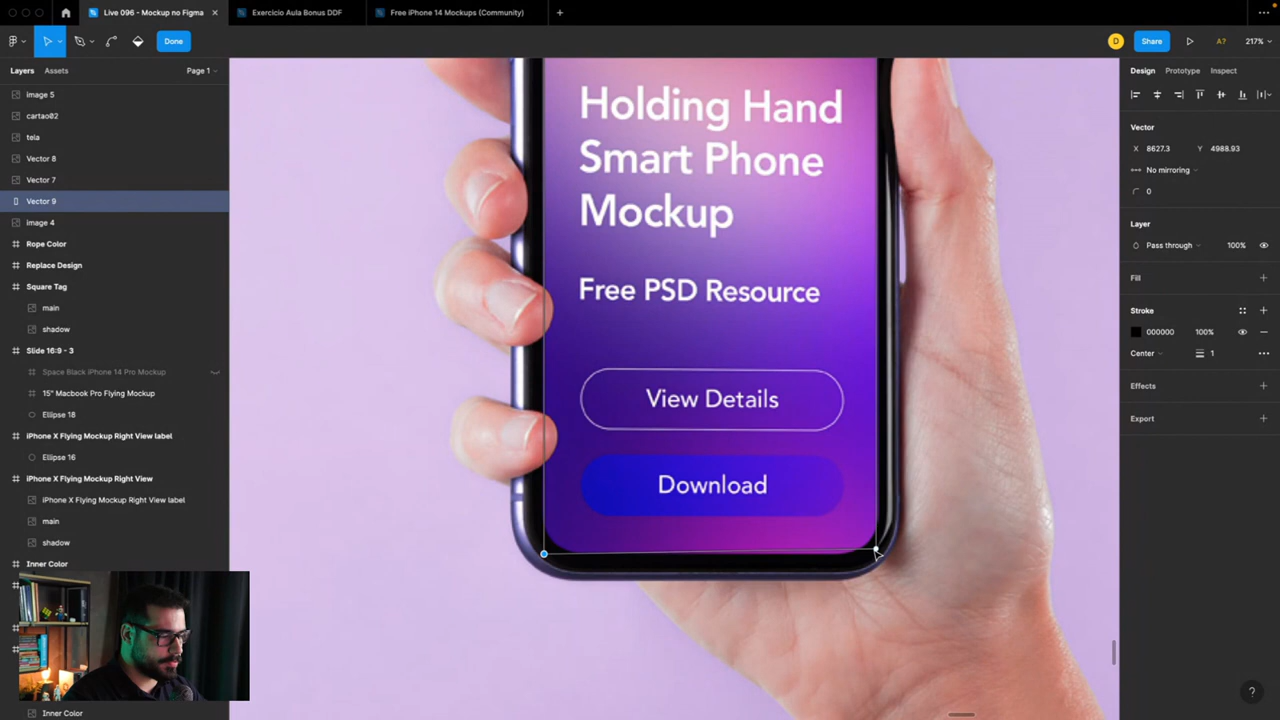 Live 096 - Mockup no Figma
Exercício Aula Bonus DDF
Free iPhone 14 Mockups (Community)
Done
D
Share
A?
217%
Layers
Assets
Page 1
image 5
cartao02
tela
Vector 8
Vector 7
Vector 9
image 4
Rope Color
Replace Design
Square Tag
main
shadow
Slide 16:9 - 3
Space Black iPhone 14 Pro Mockup
15" Macbook Pro Flying Mockup
Ellipse 18
iPhone X Flying Mockup Right View label
Ellipse 16
iPhone X Flying Mockup Right View
iPhone X Flying Mockup Right View label
main
shadow
Inner Color
Inner Color
Holding Hand
Smart Phone
Mockup
Free PSD Resource
View Details
Download
Design
Prototype
Inspect
Vector
X 8627.3
Y 4988.93
No mirroring
0
Layer
Pass through
100%
Fill
Stroke
000000
100%
Center
1
Effects
Export
?